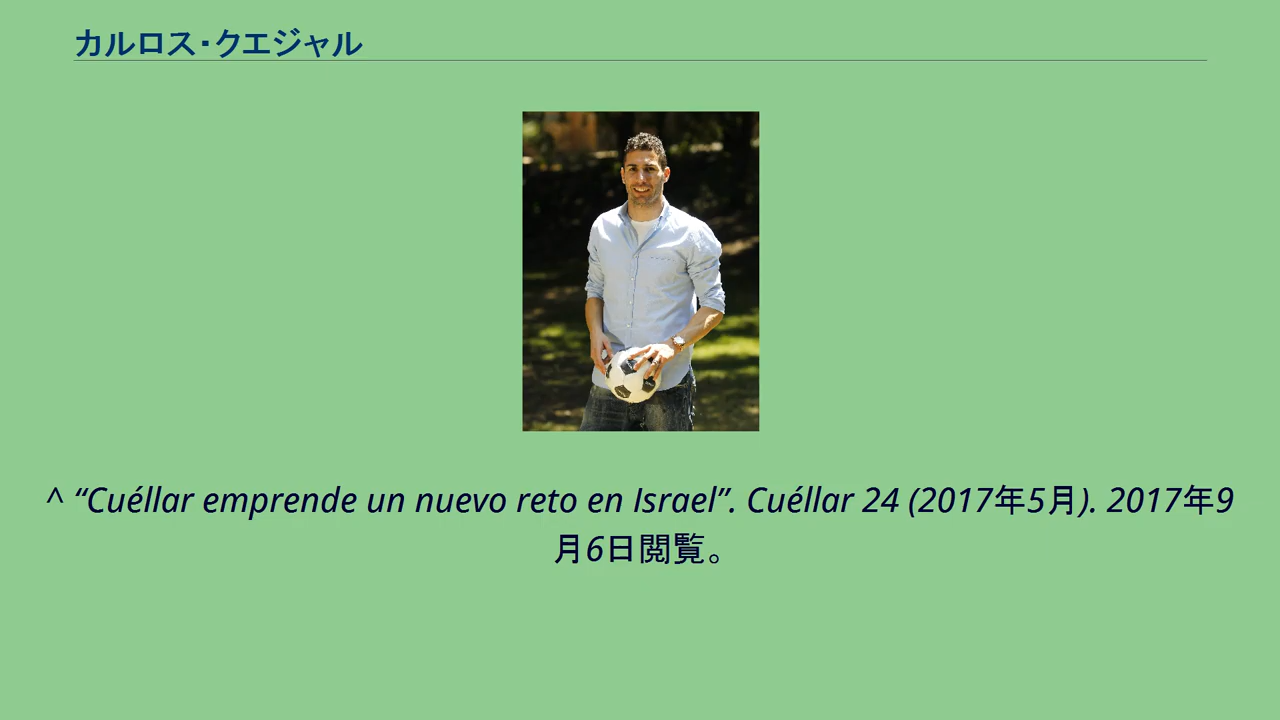 カルロス・クエジャル
^ “Cuéllar emprende un nuevo reto en Israel”. Cuéllar 24 (2017年5月). 2017年9
月6日閲覧。